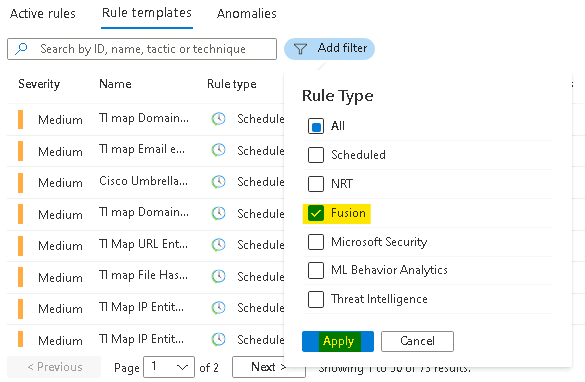 Active rules Rule templates Anomalies
Search by ID, name, tactic or technique Add filter
Severity Name Rule type
Rule Type
All
Medium TI map Domain... Schedule
Scheduled
Medium TI map Email e... Schedule
NRT
Medium Cisco Umbrella... Schedule
Fusion
Medium TI map Domain... Schedule
Microsoft Security
Medium TI Map URL Ent... Schedule
ML Behavior Analytics
Medium TI map File Has... Schedule
Threat Intelligence
Medium TI Map IP Entit... Schedule
Medium TI Map IP Entit... Schedule
Apply Cancel
< Previous Page 1 of 2 Next > Showing 1 to 50 of 73 results.